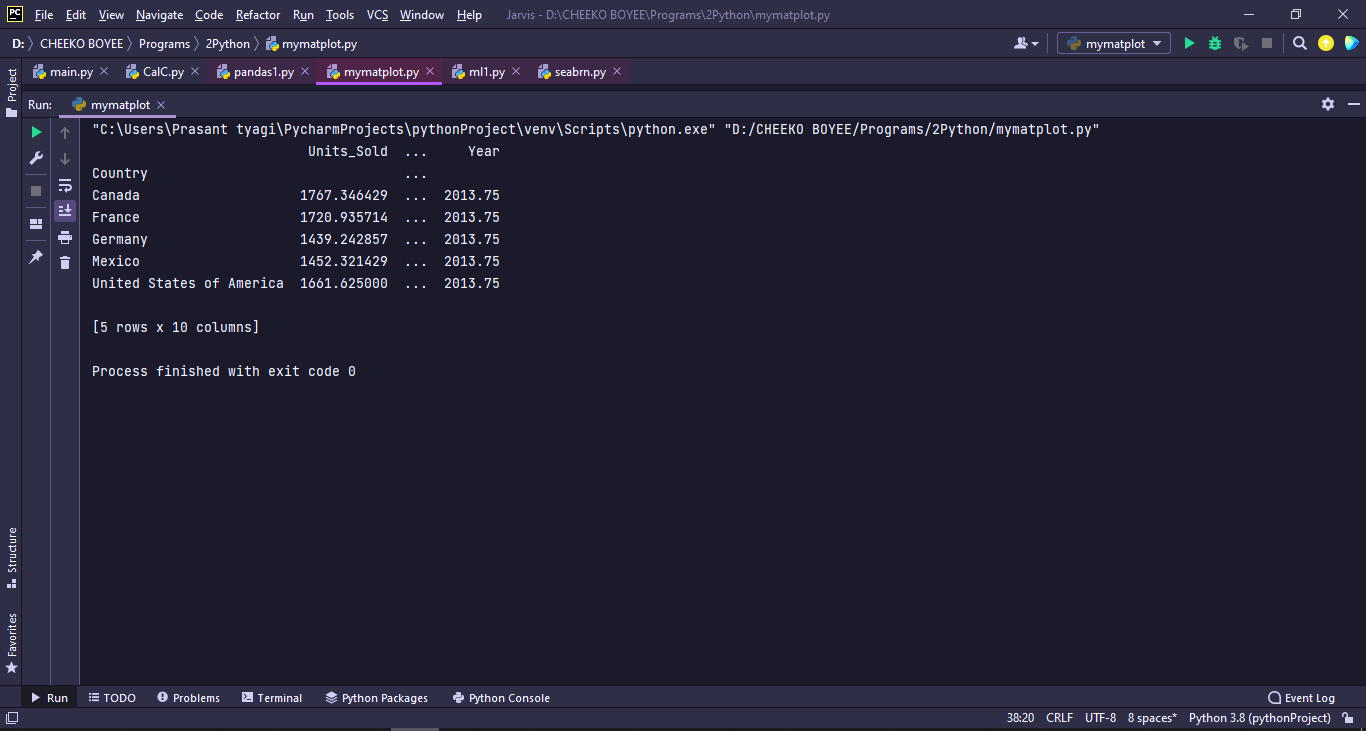 PC File Edit View Navigate Code Refactor Run Tools VCS Window Help Jarvis - D:\CHEEKO BOYEE\Programs\2Python\mymatplot.py
D: CHEEKO BOYEE Programs 2Python mymatplot.py mymatplot
main.py CalC.py pandas1.py mymatplot.py ml1.py seabrn.py
Project
Run: mymatplot
"C:\Users\Prasant tyagi\PycharmProjects\pythonProject\venv\Scripts\python.exe" "D:/CHEEKO BOYEE/Programs/2Python/mymatplot.py"
Units_Sold ... Year
Country ...
Canada 1767.346429 ... 2013.75
France 1720.935714 ... 2013.75
Germany 1439.242857 ... 2013.75
Mexico 1452.321429 ... 2013.75
United States of America 1661.625000 ... 2013.75
[5 rows x 10 columns]
Process finished with exit code 0
Structure
Favorites
Run TODO Problems Terminal Python Packages Python Console Event Log
38:20 CRLF UTF-8 8 spaces* Python 3.8 (pythonProject)